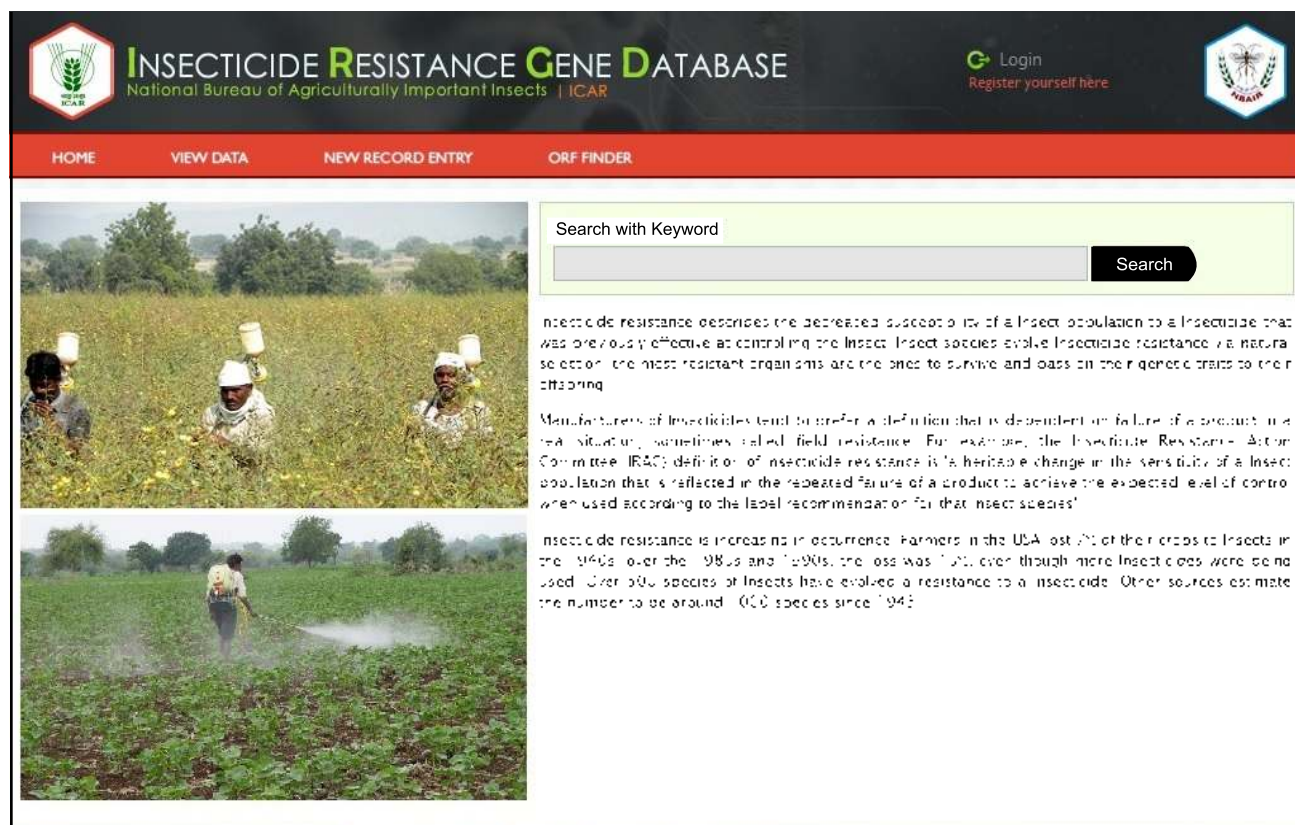 INSECTICIDE RESISTANCE GENE DATABASE
National Bureau of Agriculturally Important Insects | ICAR
Login
Register yourself here
ICAR
NBAIR
HOME VIEW DATA NEW RECORD ENTRY ORF FINDER
Search with Keyword
Search
Insecticide resistance describes the decreased susceptibility of a insect population to a insecticide that
was previously effective at controlling the insect. Insect species evolve insecticide resistance via natural
selection: the most resistant organisms are the ones to survive and pass on their genetic traits to their
offspring.
Manufacturers of insecticides tend to prefer a definition that is dependent on failure of a product in a
real situation, sometimes called field resistance. For example, the Insecticide Resistance Action
Committee (IRAC) definition of insecticide resistance is 'a heritable change in the sensitivity of a insect
population that is reflected in the repeated failure of a product to achieve the expected level of control
when used according to the label recommendation for that insect species'.
Insecticide resistance is increasing in occurrence. Farmers in the USA lost 7% of their crops to insects in
the 1940s; over the 1980s and 1990s, the loss was even though more insecticides were being
used. Over 500 species of insects have evolved a resistance to a insecticide. Other sources estimate
the number to be around 1000 species since 1945.